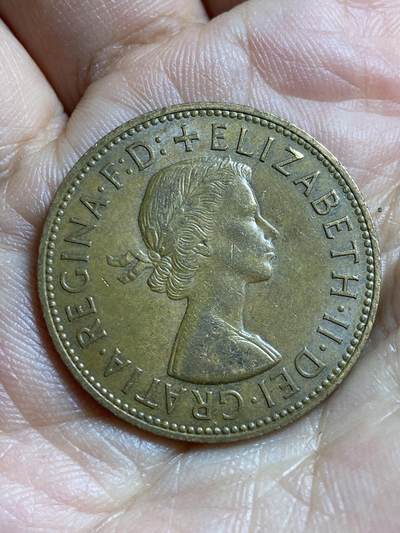 + ELIZABETH · II · DEI · GRATIA · REGINA · F : D :